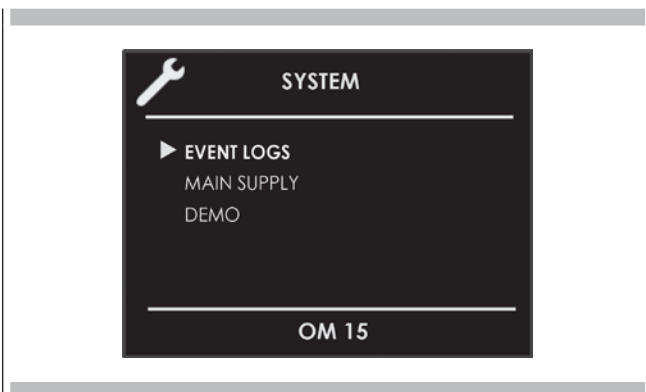 SYSTEM
EVENT LOGS
MAIN SUPPLY
DEMO
OM 15